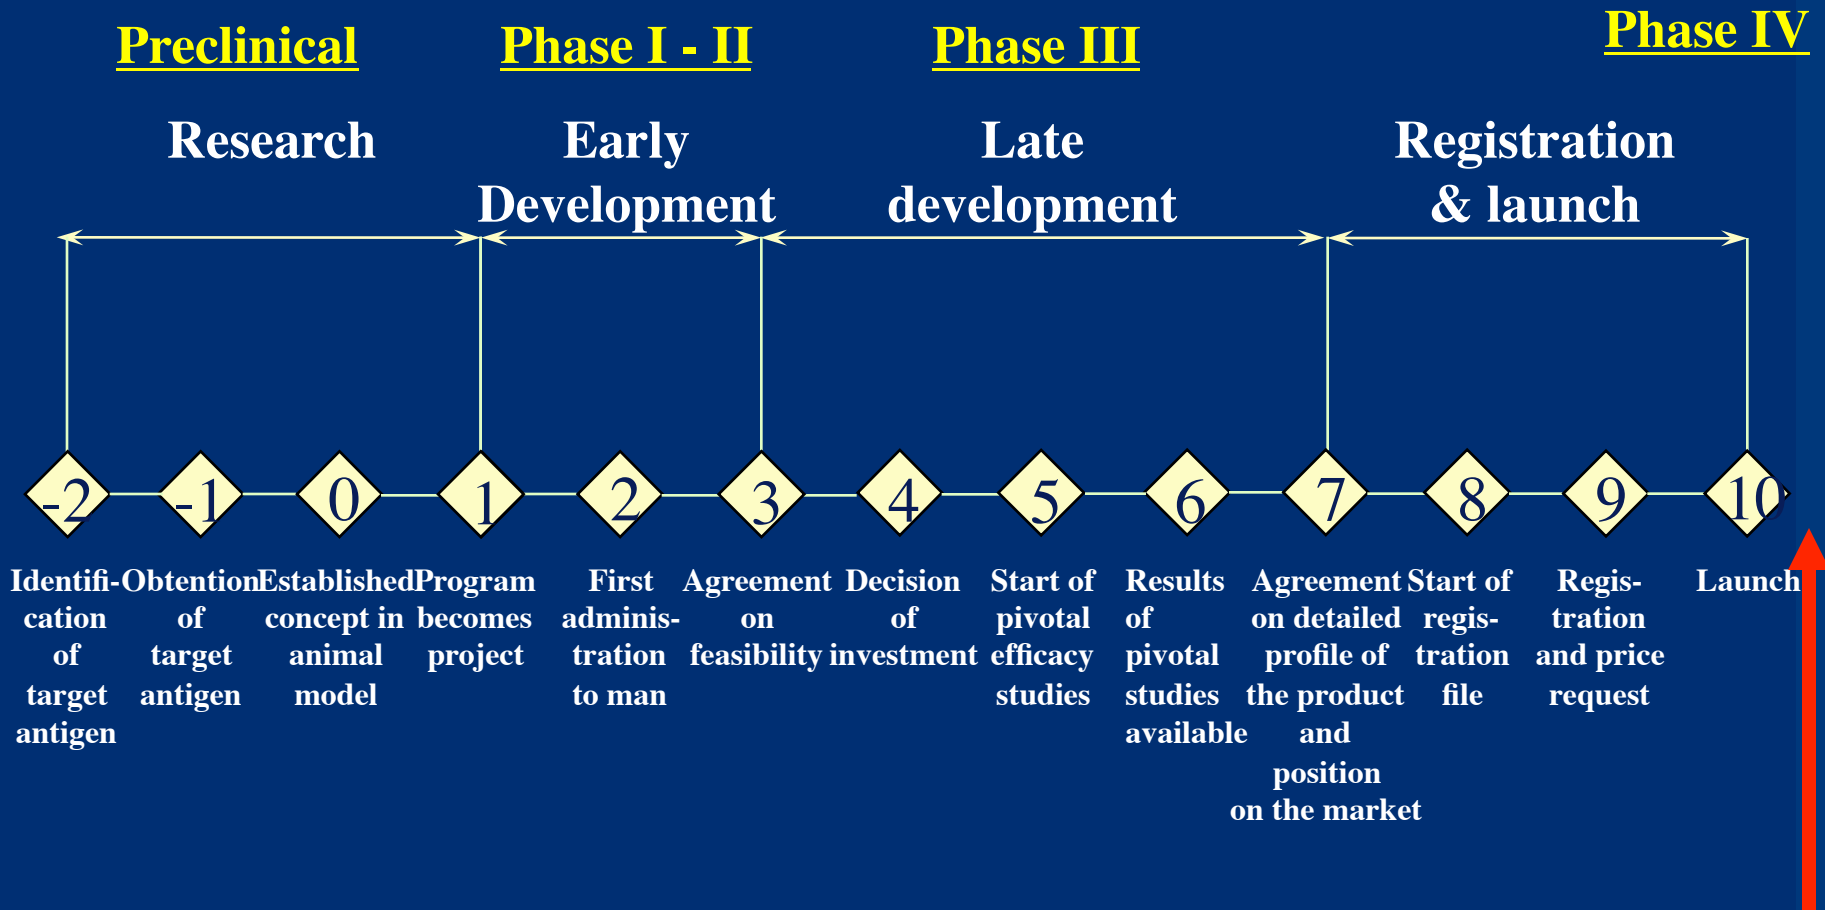 Preclinical
Phase I - II
Phase III
Phase IV
Research
Early
Development
Late
development
Registration
& launch
-2
-1
0
1
2
3
4
5
6
7
8
9
10
Identifi-
cation
of
target
antigen
Obtention
of
target
antigen
Established
concept in
animal
model
Program
becomes
project
First
adminis-
tration
to man
Agreement
on
feasibility
Decision
of
investment
Start of
pivotal
efficacy
studies
Results
of
pivotal
studies
available
Agreement
on detailed
profile of
the product
and
position
on the market
Start of
regis-
tration
file
Regis-
tration
and price
request
Launch